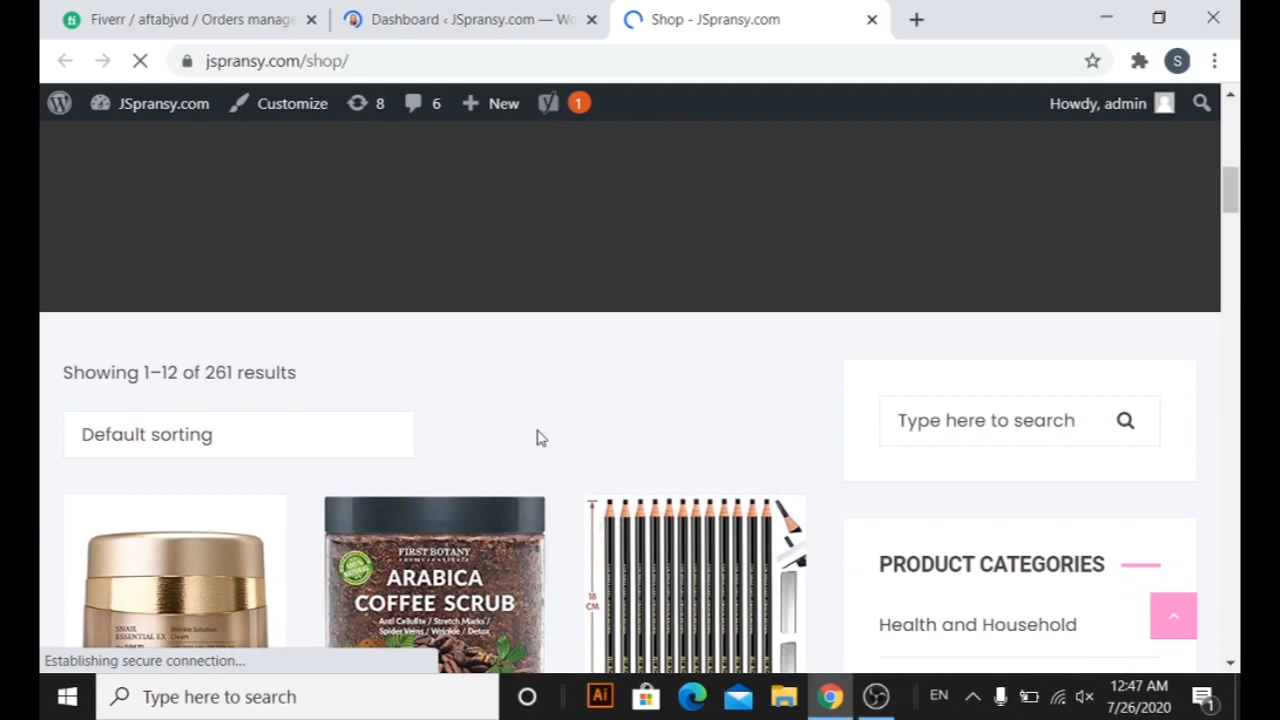 Fiverr / aftabjvd / Orders manage
Dashboard ‹ JSpransy.com — Wo
Shop - JSpransy.com
jspransy.com/shop/
S
JSpransy.com
Customize
8
6
New
1
Howdy, admin
Showing 1–12 of 261 results
Default sorting
Type here to search
PRODUCT CATEGORIES
Health and Household
SNAIL
ESSENTIAL EX
Wrinkle Solution
Cream
FIRST BOTANY
cosmeceuticals
ARABICA
COFFEE SCRUB
Anti Cellulite / Stretch Marks /
Spider Veins / Wrinkle / Detox
18
CM
Establishing secure connection...
Type here to search
Ai
EN
12:47 AM
7/26/2020
1